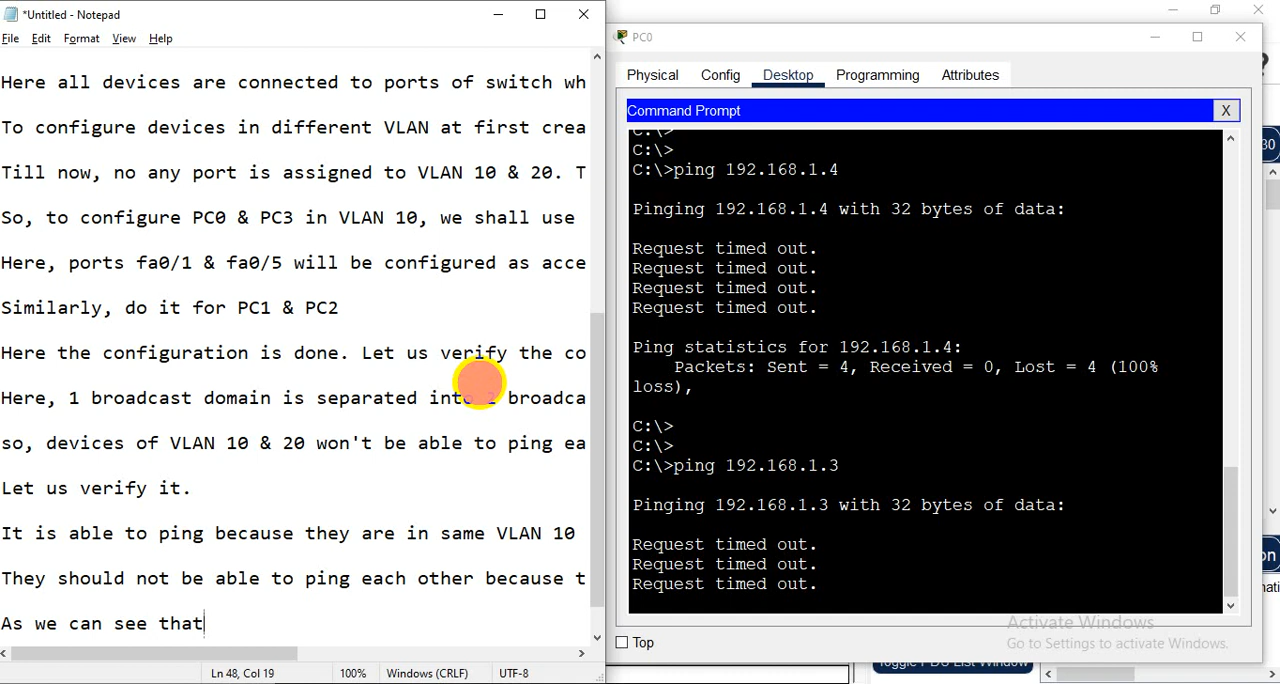 *Untitled - Notepad
File Edit Format View Help
Here all devices are connected to ports of switch wh
To configure devices in different VLAN at first crea
Till now, no any port is assigned to VLAN 10 & 20. T
So, to configure PC0 & PC3 in VLAN 10, we shall use
Here, ports fa0/1 & fa0/5 will be configured as acce
Similarly, do it for PC1 & PC2
Here the configuration is done. Let us verify the co
Here, 1 broadcast domain is separated into 2 broadca
so, devices of VLAN 10 & 20 won't be able to ping ea
Let us verify it.
It is able to ping because they are in same VLAN 10
They should not be able to ping each other because t
As we can see that
Ln 48, Col 19 100% Windows (CRLF) UTF-8
PC0
Physical Config Desktop Programming Attributes
Command Prompt X
C:\>
C:\>
C:\>ping 192.168.1.4
Pinging 192.168.1.4 with 32 bytes of data:
Request timed out.
Request timed out.
Request timed out.
Request timed out.
Ping statistics for 192.168.1.4:
Packets: Sent = 4, Received = 0, Lost = 4 (100%
loss),
C:\>
C:\>
C:\>ping 192.168.1.3
Pinging 192.168.1.3 with 32 bytes of data:
Request timed out.
Request timed out.
Request timed out.
Top
Activate Windows
Go to Settings to activate Windows.
Toggle PDU List Window
?
30
on
nati